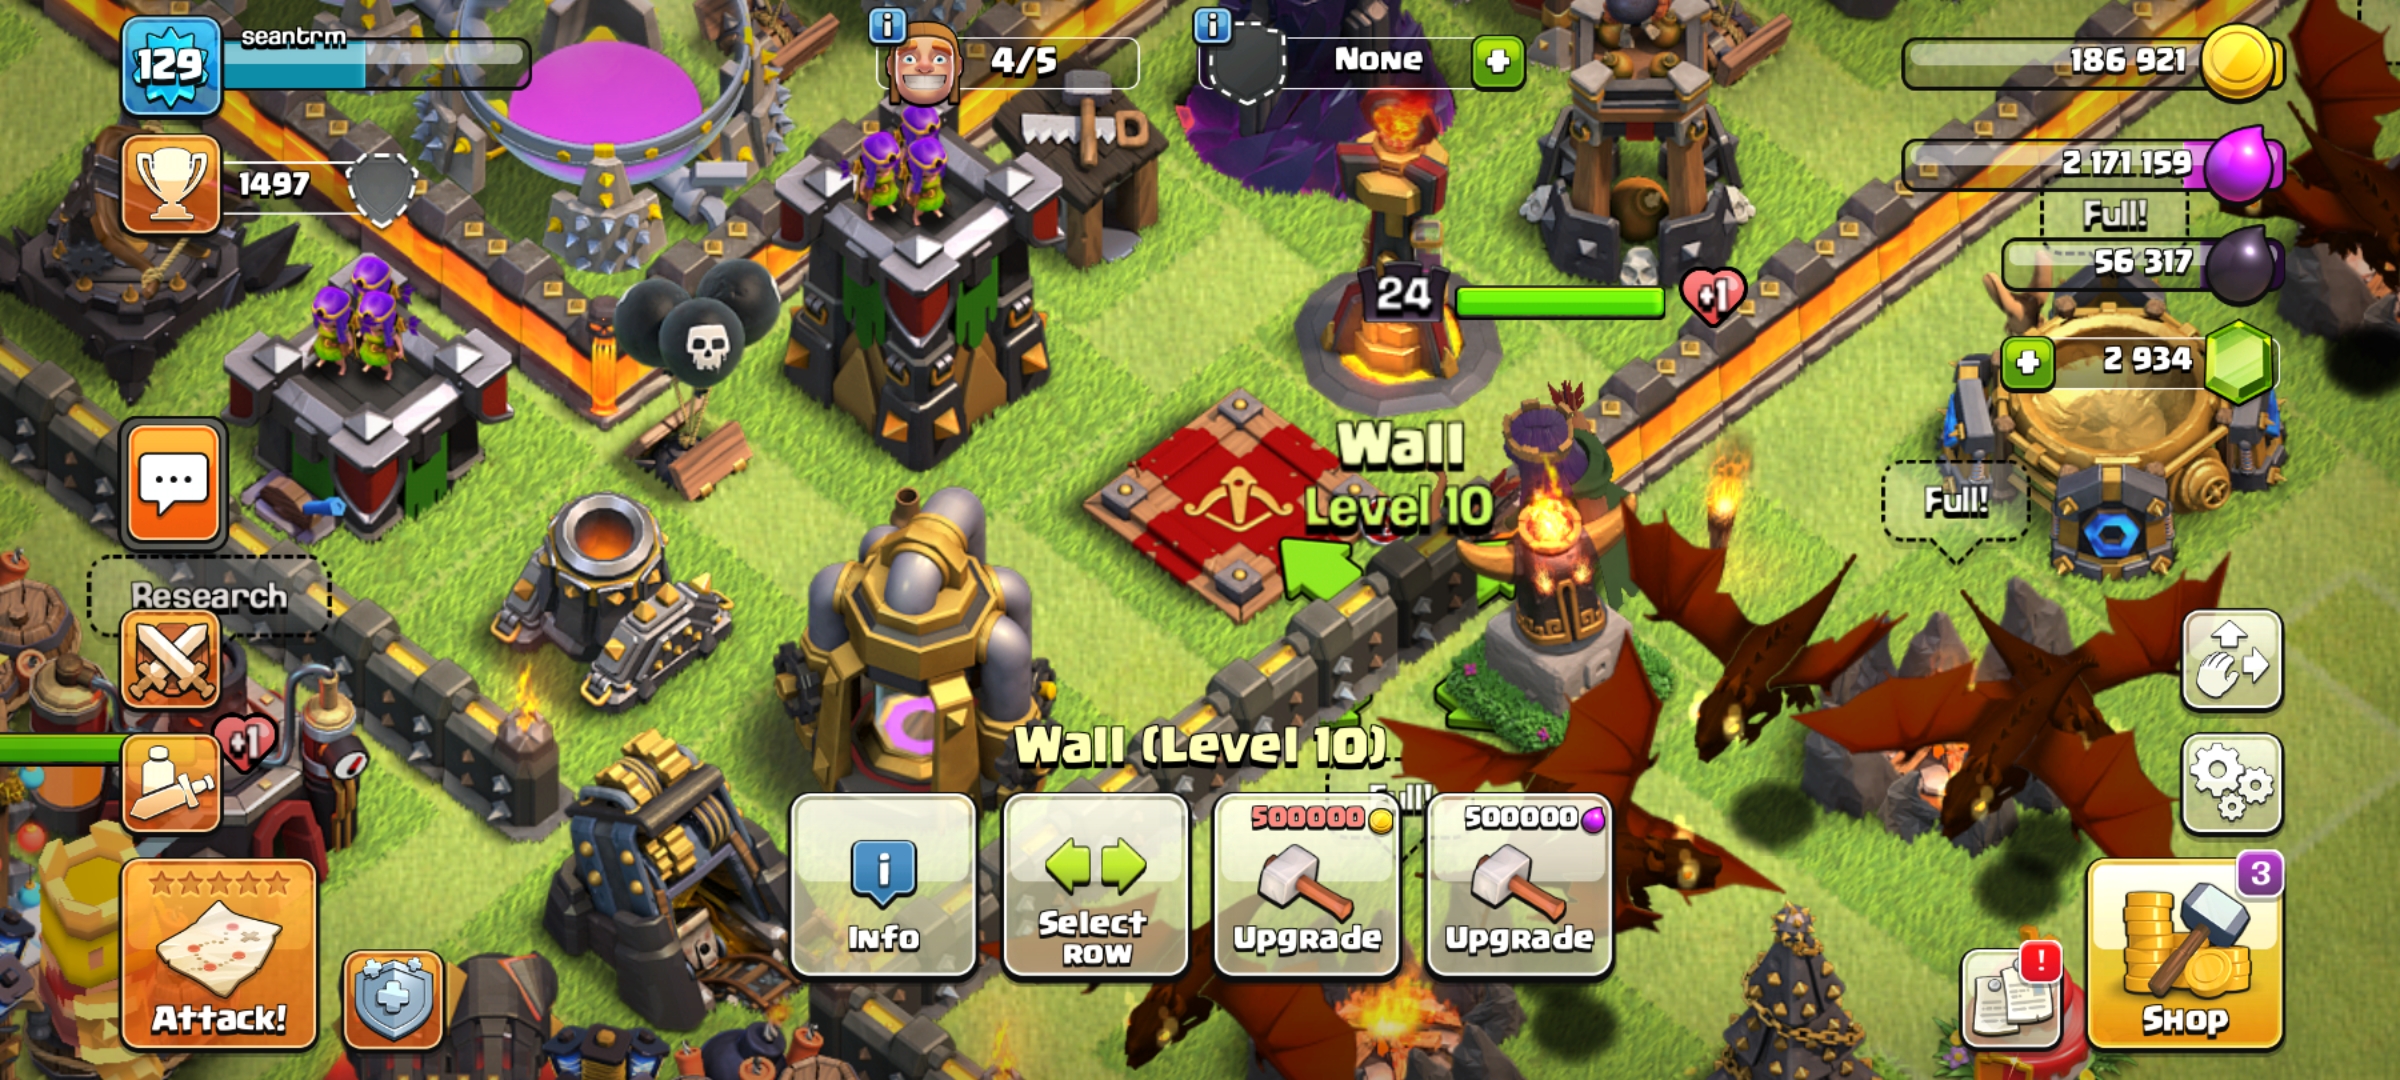 129
seantrm
4/5
None
186 921
1497
2 171 159
Full!
56 317
24
+1
2 934
Wall
Level 10
Full!
Research
+1
Wall (Level 10)
Full!
500000
500000
Info
Select
Row
Upgrade
Upgrade
3
!
Attack!
Shop